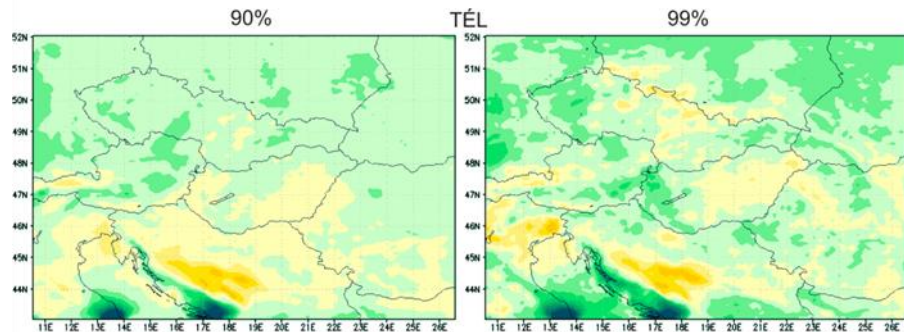 90% TÉL 99%
52N 52N
51N 51N
50N 50N
49N 49N
48N 48N
47N 47N
46N 46N
45N 45N
44N 44N
11E 12E 13E 14E 15E 16E 17E 18E 19E 20E 21E 22E 23E 24E 25E 26E 11E 12E 13E 14E 15E 16E 17E 18E 19E 20E 21E 22E 23E 24E 25E 26E